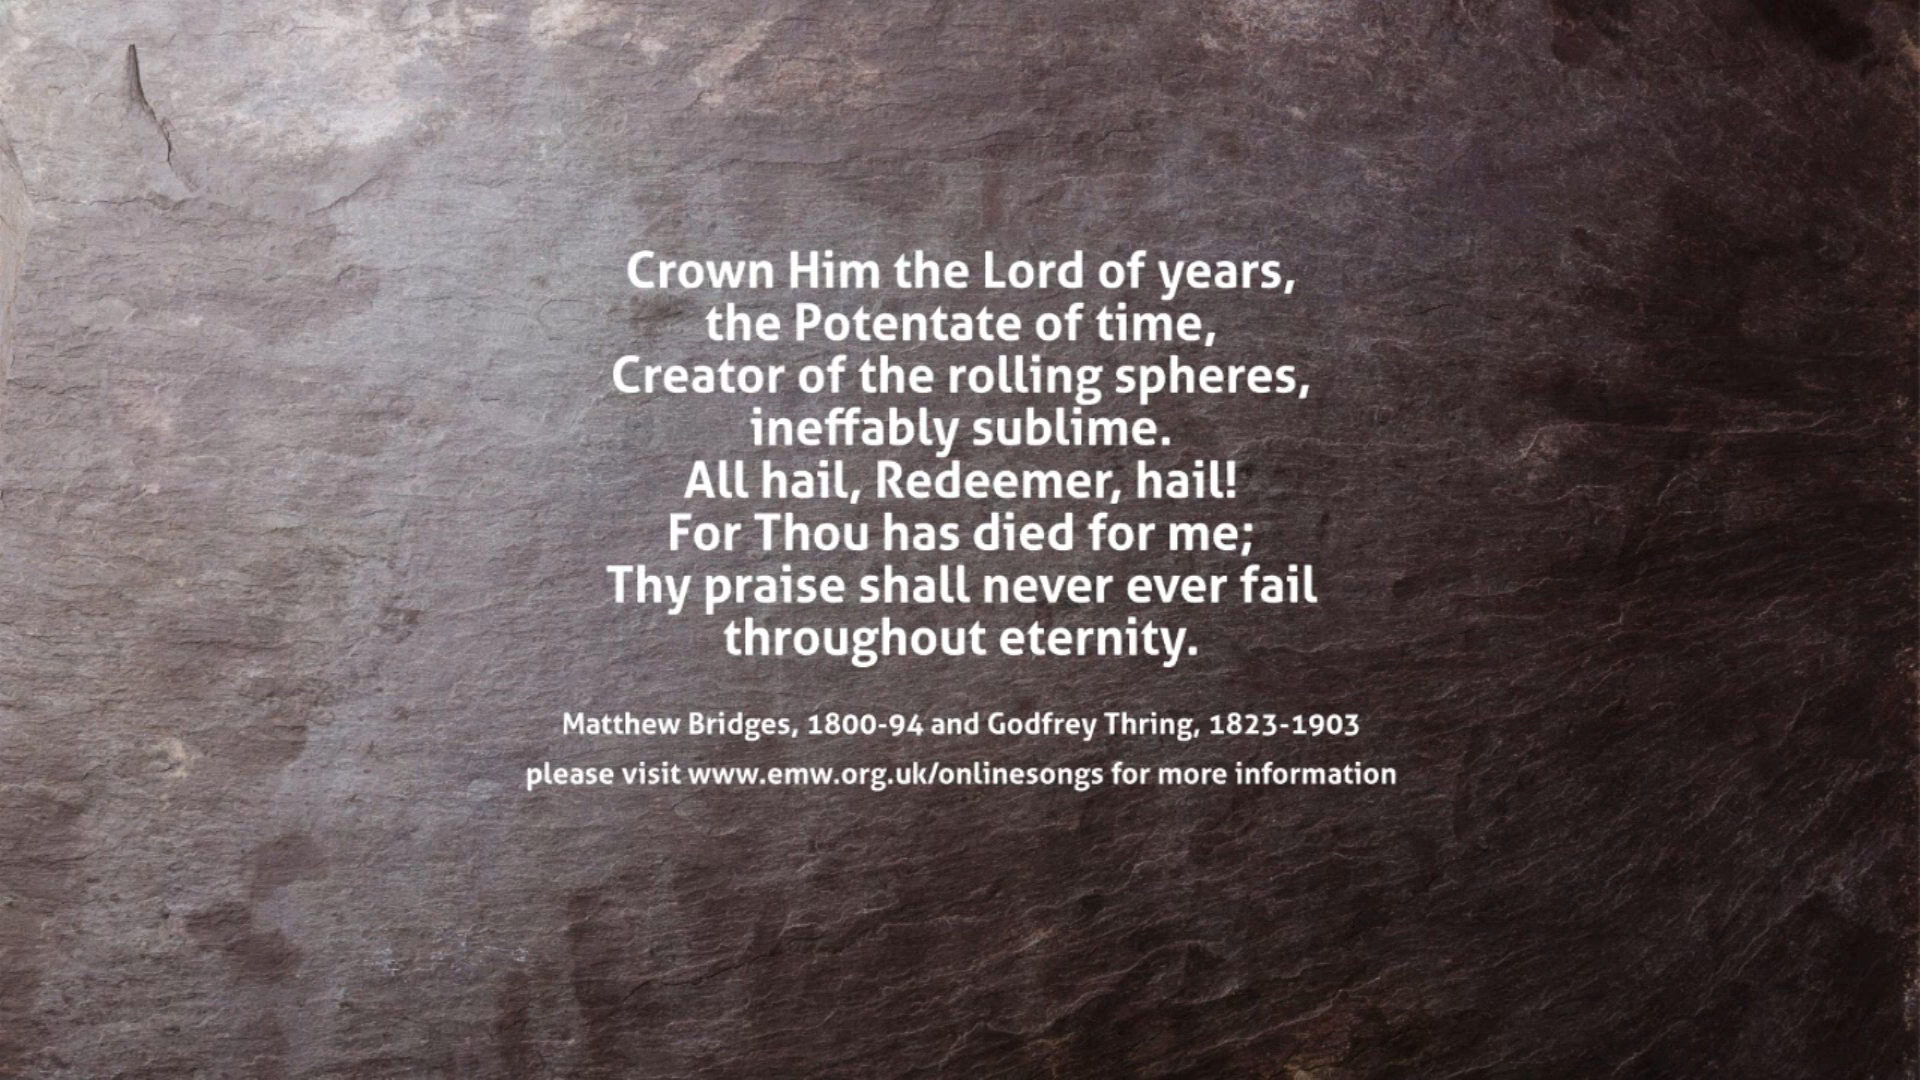 Crown Him the Lord of years,
the Potentate of time,
Creator of the rolling spheres,
ineffably sublime.
All hail, Redeemer, hail!
For Thou has died for me;
Thy praise shall never ever fail
throughout eternity.
Matthew Bridges, 1800-94 and Godfrey Thring, 1823-1903
please visit www.emw.org.uk/onlinesongs for more information